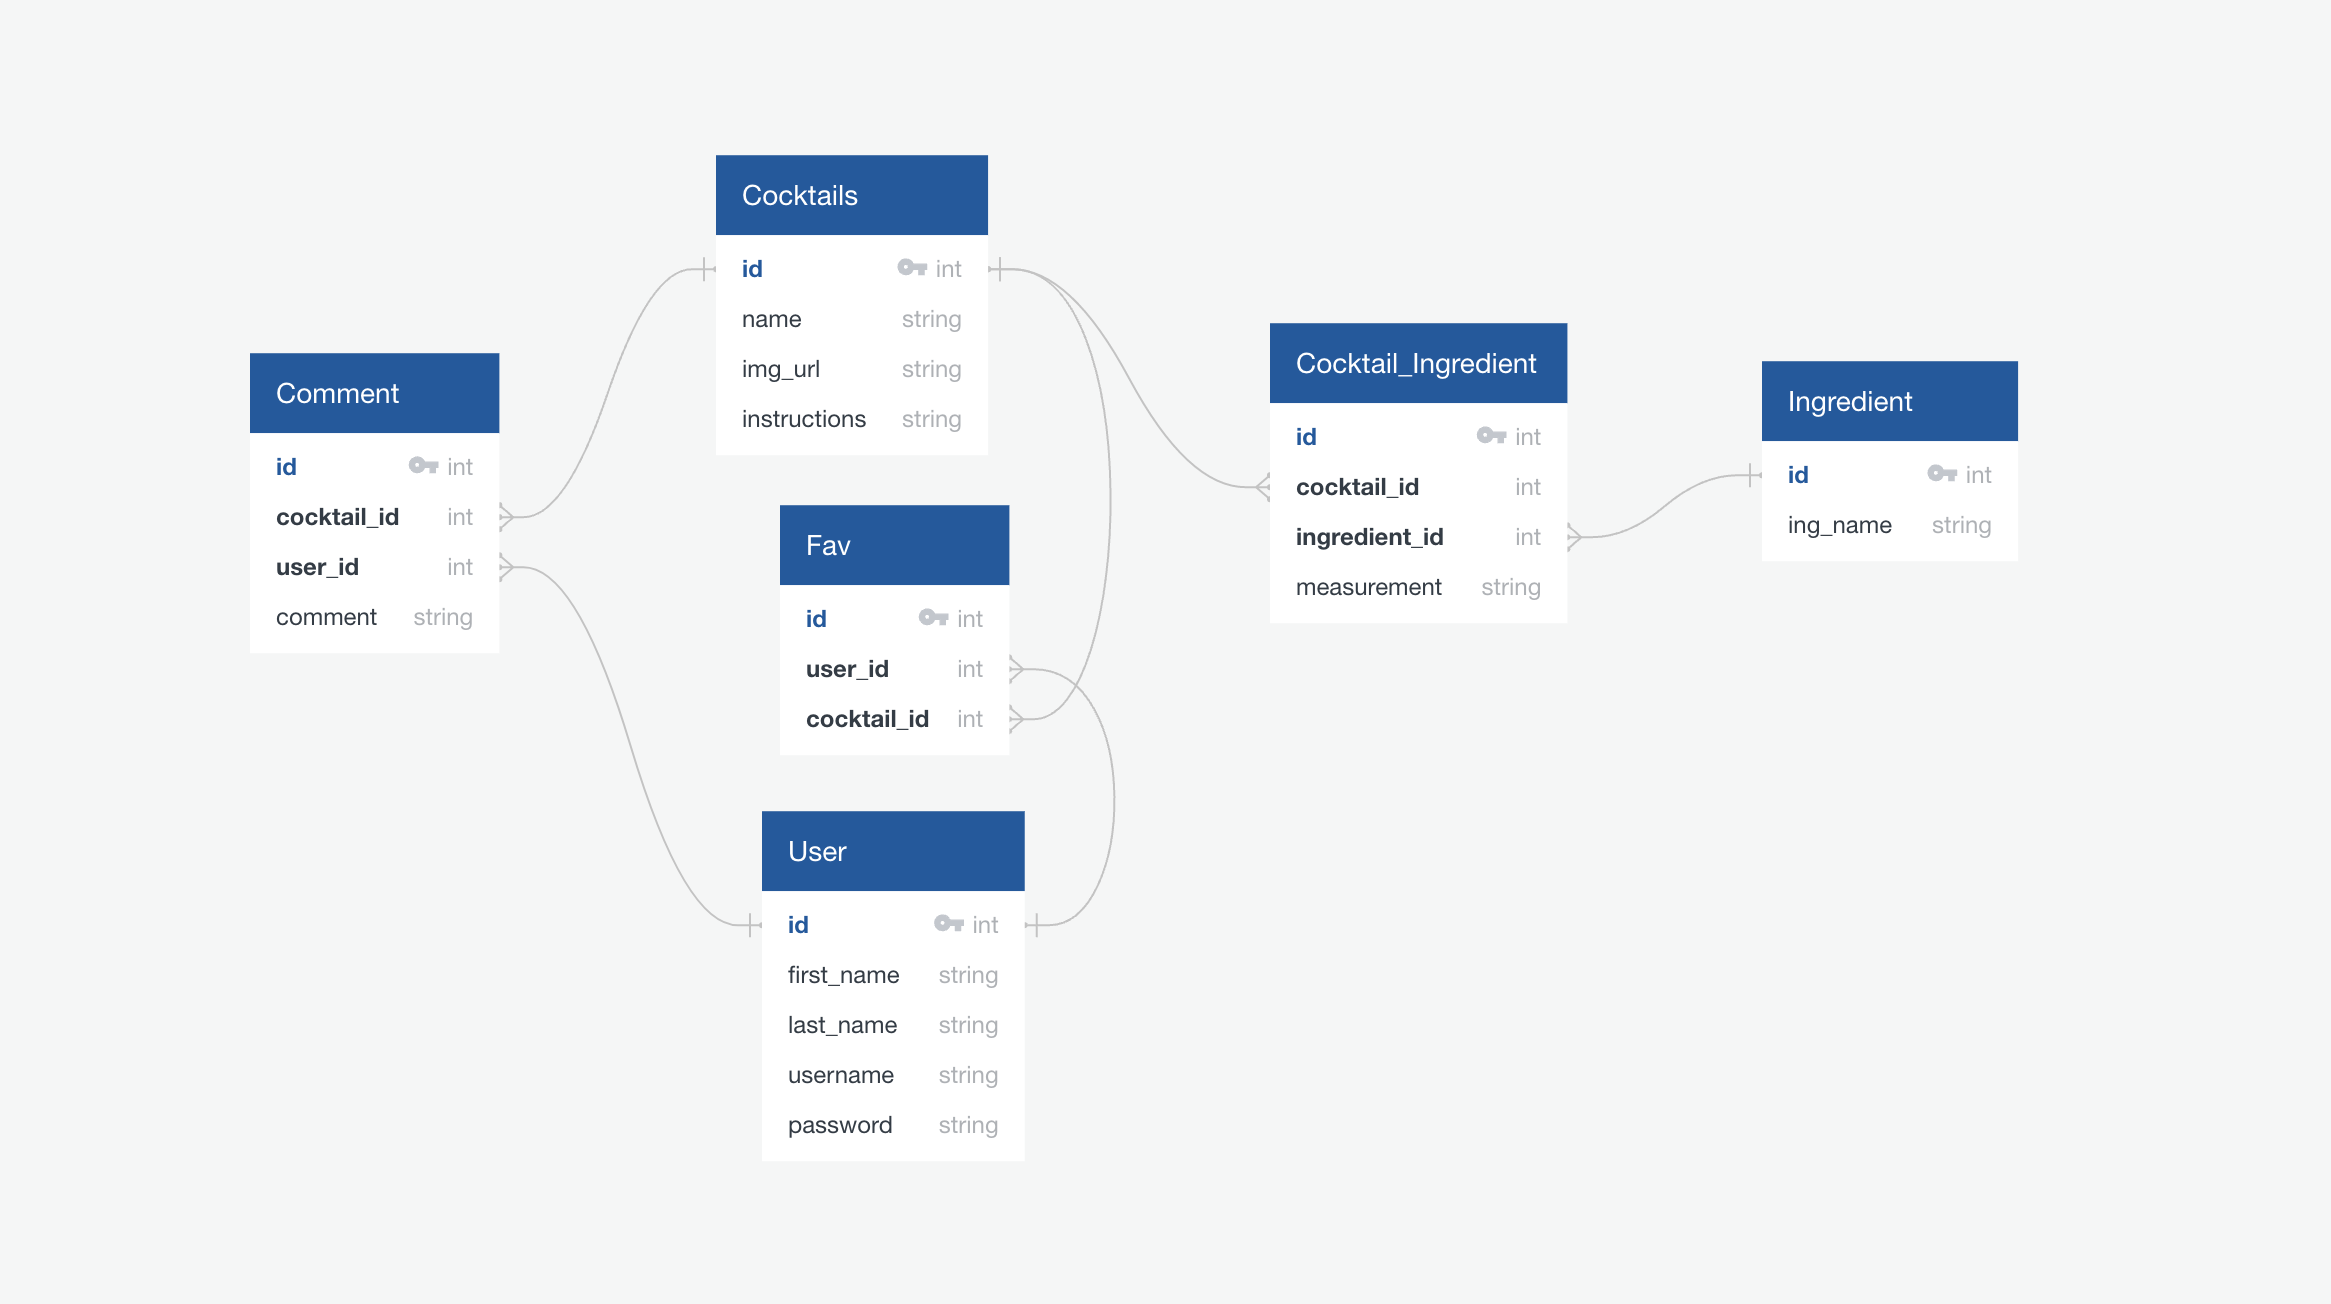 Cocktails
id int
name string
img_url string
instructions string
Comment
id int
cocktail_id int
user_id int
comment string
Fav
id int
user_id int
cocktail_id int
User
id int
first_name string
last_name string
username string
password string
Cocktail_Ingredient
id int
cocktail_id int
ingredient_id int
measurement string
Ingredient
id int
ing_name string